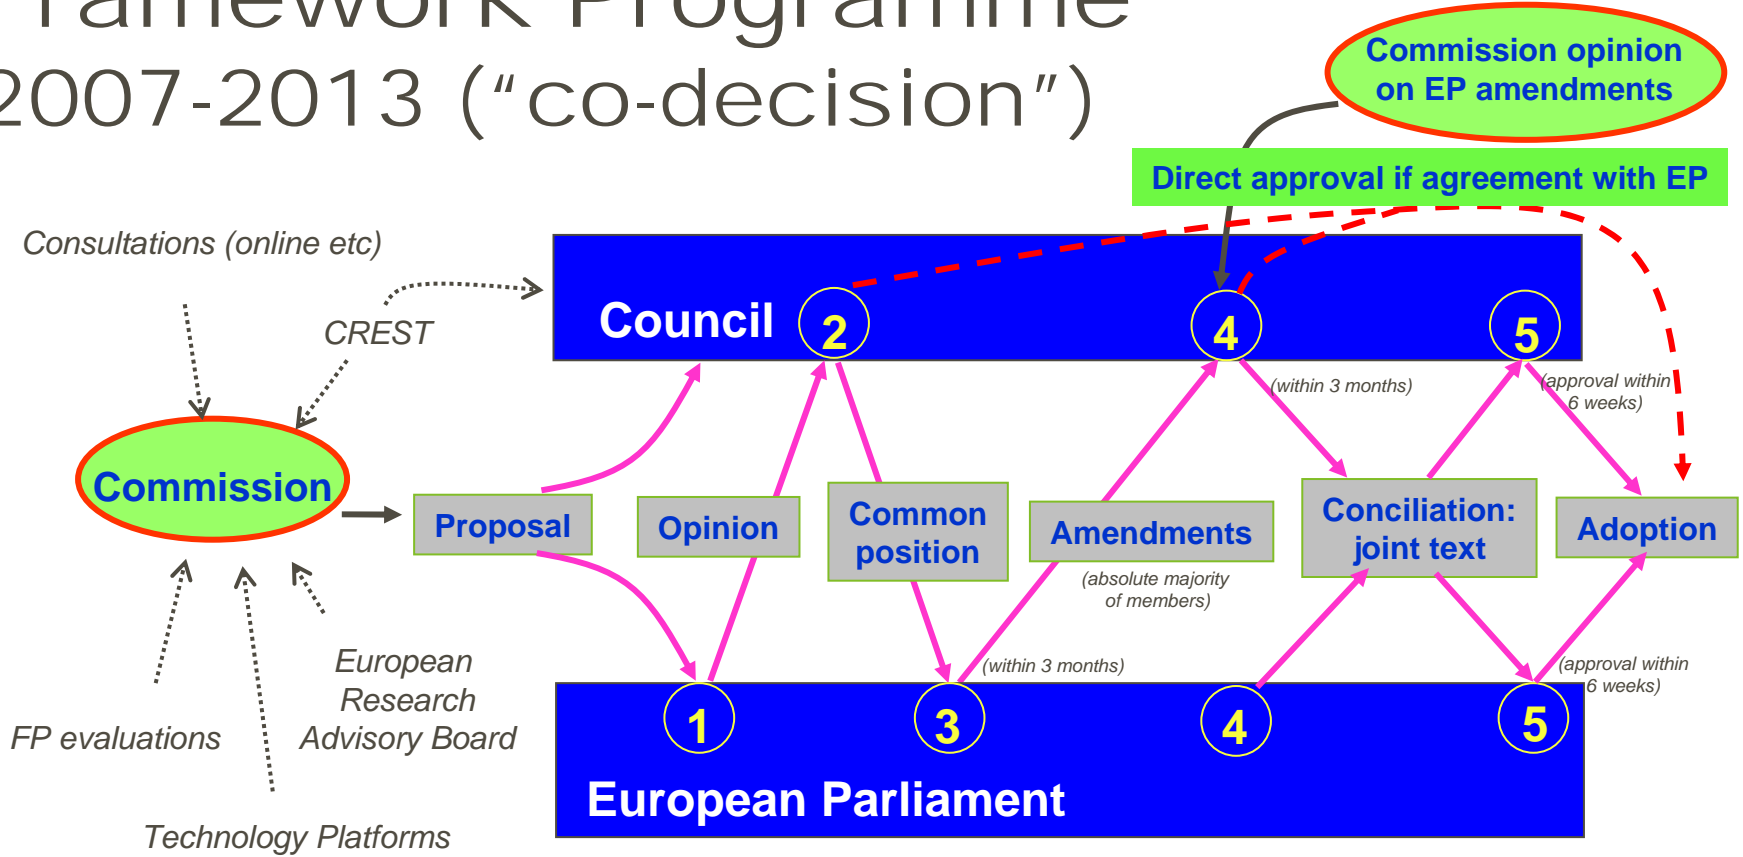 ramework Programme
2007-2013 ("co-decision")
Commission opinion
on EP amendments
Direct approval if agreement with EP
Consultations (online etc)
CREST
Council
2
4
5
(within 3 months)
(approval within
6 weeks)
Commission
Proposal
Opinion
Common
position
Amendments
(absolute majority
of members)
Conciliation:
joint text
Adoption
(within 3 months)
(approval within
6 weeks)
1
3
4
5
European Parliament
European
Research
Advisory Board
FP evaluations
Technology Platforms